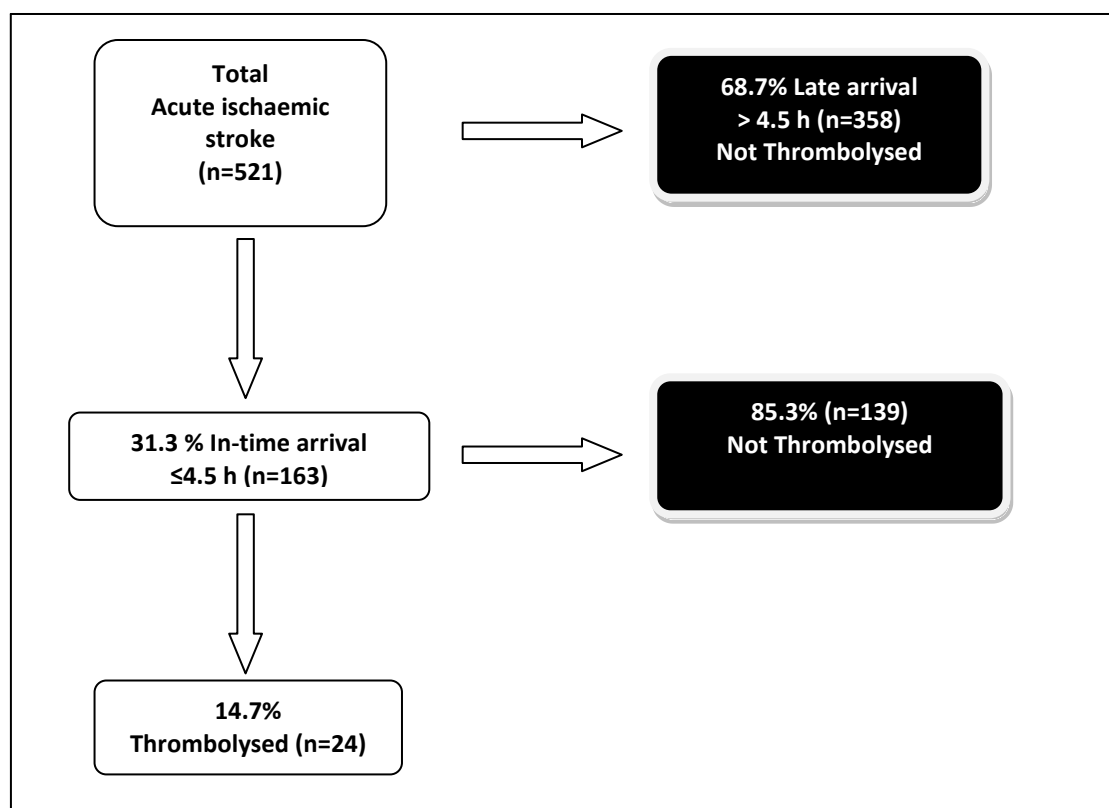 Total
Acute ischaemic
stroke
(n=521)
68.7% Late arrival
> 4.5 h (n=358)
Not Thrombolysed
31.3 % In-time arrival
≤4.5 h (n=163)
85.3% (n=139)
Not Thrombolysed
14.7%
Thrombolysed (n=24)